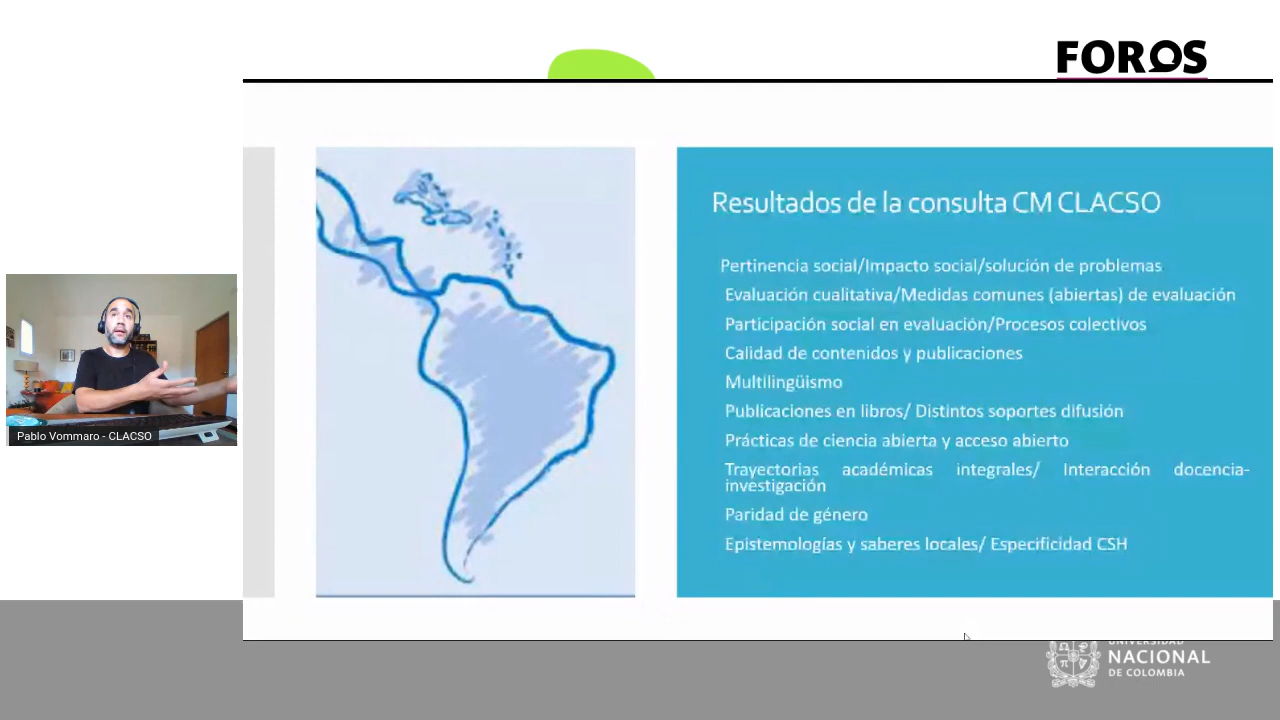 FOROS
Resultados de la consulta CM CLACSO
Pertinencia social/Impacto social/solución de problemas
Evaluación cualitativa/Medidas comunes (abiertas) de evaluación
Participación social en evaluación/Procesos colectivos
Calidad de contenidos y publicaciones
Multilingüismo
Publicaciones en libros/ Distintos soportes difusión
Prácticas de ciencia abierta y acceso abierto
Trayectorias académicas integrales/ Interacción docencia-
investigación
Paridad de género
Epistemologías y saberes locales/ Especificidad CSH
Pablo Vommaro - CLACSO
UNIVERSIDAD
NACIONAL
DE COLOMBIA